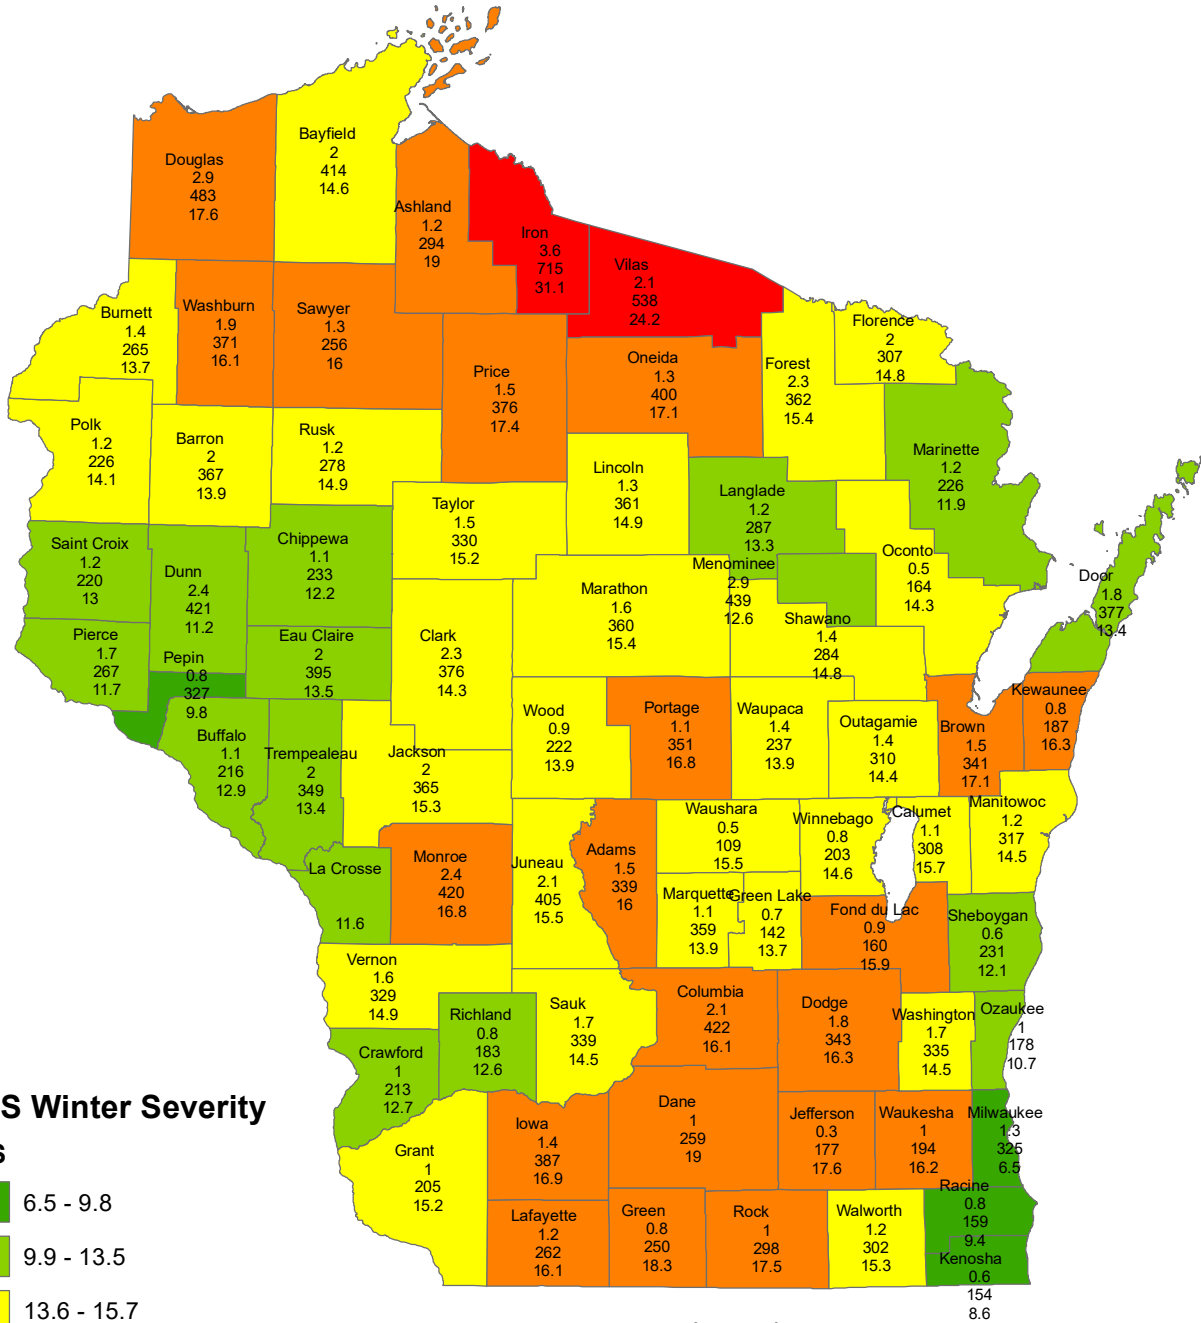 Bayfield
2
414
14.6
Douglas
2.9
483
17.6
Ashland
1.2
294
19
Iron
3.6
715
31.1
Vilas
2.1
538
24.2
Burnett
1.4
265
13.7
Washburn
1.9
371
16.1
Sawyer
1.3
256
16
Price
1.5
376
17.4
Oneida
1.3
400
17.1
Forest
2.3
362
15.4
Florence
2
307
14.8
Polk
1.2
226
14.1
Barron
2
367
13.9
Rusk
1.2
278
14.9
Marinette
1.2
226
11.9
Lincoln
1.3
361
14.9
Langlade
1.2
287
13.3
Taylor
1.5
330
15.2
Saint Croix
1.2
220
13
Dunn
2.4
421
11.2
Chippewa
1.1
233
12.2
Oconto
0.5
164
14.3
Menominee
2.9
439
12.6
Door
1.8
377
13.4
Marathon
1.6
360
15.4
Shawano
1.4
284
14.8
Pierce
1.7
267
11.7
Pepin
0.8
327
9.8
Eau Claire
2
395
13.5
Clark
2.3
376
14.3
Wood
0.9
222
13.9
Portage
1.1
351
16.8
Waupaca
1.4
237
13.9
Outagamie
1.4
310
14.4
Brown
1.5
341
17.1
Kewaunee
0.8
187
16.3
Buffalo
1.1
216
12.9
Trempealeau
2
349
13.4
Jackson
2
365
15.3
Waushara
0.5
109
15.5
Winnebago
0.8
203
14.6
Calumet
1.1
308
15.7
Manitowoc
1.2
317
14.5
La Crosse
11.6
Monroe
2.4
420
16.8
Juneau
2.1
405
15.5
Adams
1.5
339
16
Marquette
1.1
359
13.9
Green Lake
0.7
142
13.7
Fond du Lac
0.9
160
15.9
Sheboygan
0.6
231
12.1
Vernon
1.6
329
14.9
Richland
0.8
183
12.6
Sauk
1.7
339
14.5
Columbia
2.1
422
16.1
Dodge
1.8
343
16.3
Washington
1.7
335
14.5
Ozaukee
1
178
10.7
Crawford
1
213
12.7
S Winter Severity
s
6.5 - 9.8
9.9 - 13.5
13.6 - 15.7
Grant
1
205
15.2
Iowa
1.4
387
16.9
Dane
1
259
19
Jefferson
0.3
177
17.6
Waukesha
1
194
16.2
Milwaukee
1.3
325
6.5
Lafayette
1.2
262
16.1
Green
0.8
250
18.3
Rock
1
298
17.5
Walworth
1.2
302
15.3
Racine
0.8
159
9.4
Kenosha
0.6
154
8.6